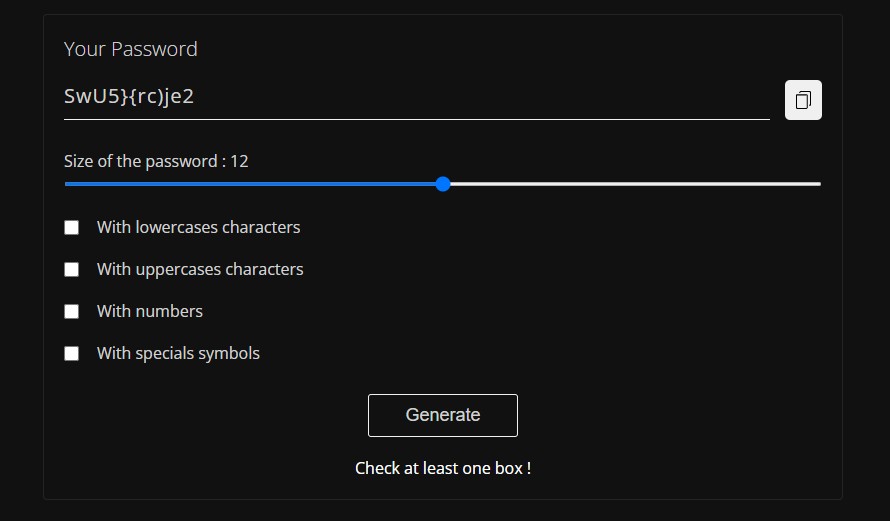 Your Password
SwU5}{rc)je2
Size of the password : 12
With lowercases characters
With uppercases characters
With numbers
With specials symbols
Generate
Check at least one box !